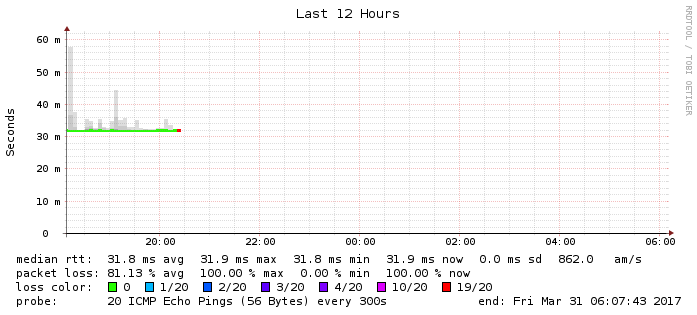 Last 12 Hours
RRDTOOL / TOBI OETIKER
Seconds
60 m
50 m
40 m
30 m
20 m
10 m
0
20:00 22:00 00:00 02:00 04:00 06:00
median rtt: 31.8 ms avg 31.9 ms max 31.8 ms min 31.9 ms now 0.0 ms sd 862.0 am/s
packet loss: 81.13 % avg 100.00 % max 0.00 % min 100.00 % now
loss color: 0 1/20 2/20 3/20 4/20 10/20 19/20
probe: 20 ICMP Echo Pings (56 Bytes) every 300s end: Fri Mar 31 06:07:43 2017